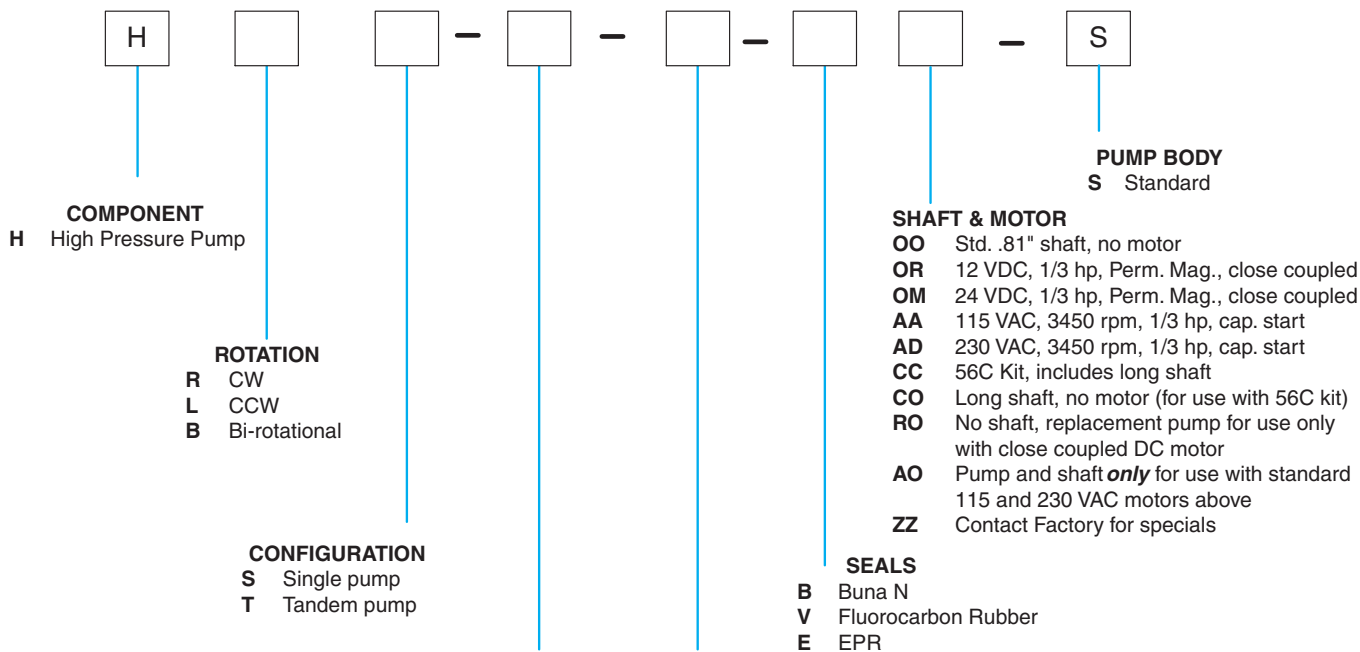 H – – – – S
PUMP BODY
S Standard
COMPONENT
H High Pressure Pump
SHAFT & MOTOR
OO Std. .81" shaft, no motor
OR 12 VDC, 1/3 hp, Perm. Mag., close coupled
OM 24 VDC, 1/3 hp, Perm. Mag., close coupled
AA 115 VAC, 3450 rpm, 1/3 hp, cap. start
AD 230 VAC, 3450 rpm, 1/3 hp, cap. start
CC 56C Kit, includes long shaft
CO Long shaft, no motor (for use with 56C kit)
RO No shaft, replacement pump for use only
with close coupled DC motor
AO Pump and shaft only for use with standard
115 and 230 VAC motors above
ZZ Contact Factory for specials
ROTATION
R CW
L CCW
B Bi-rotational
CONFIGURATION
S Single pump
T Tandem pump
SEALS
B Buna N
V Fluorocarbon Rubber
E EPR